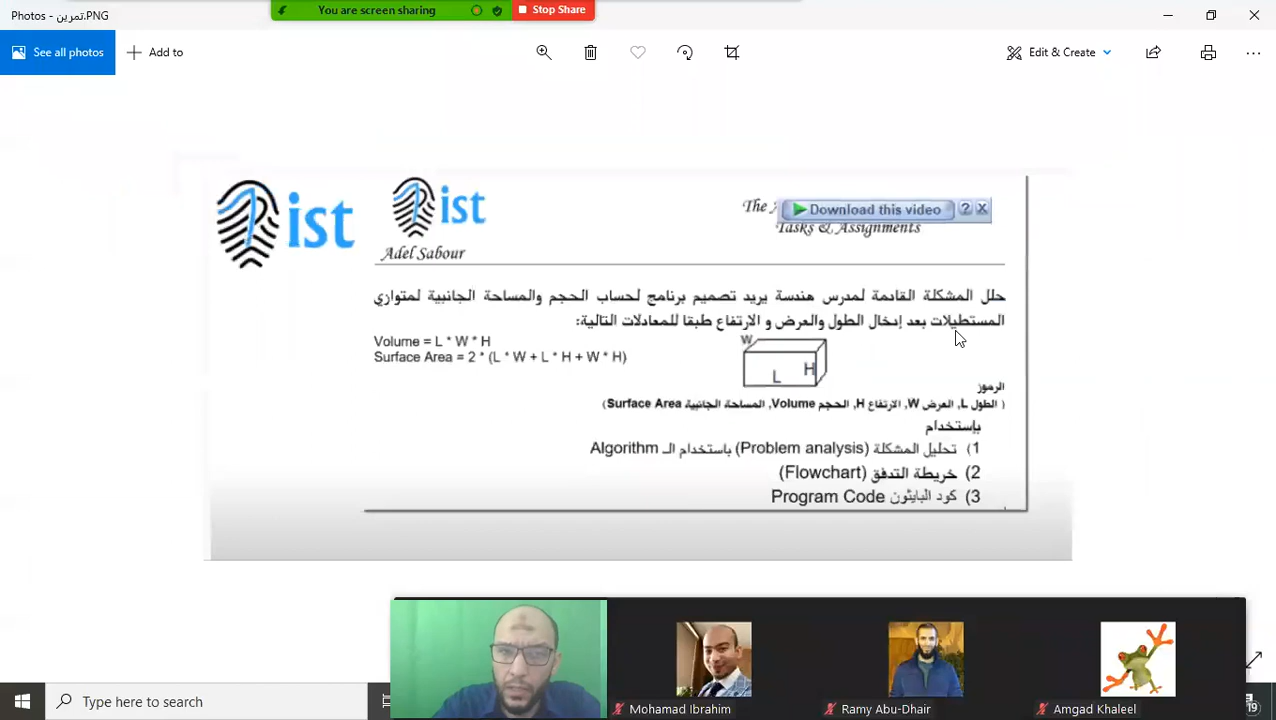 Photos - تمرين.PNG
You are screen sharing
Stop Share
See all photos
Add to
Edit & Create
ist
ist
Adel Sabour
The
Download this video
Tasks & Assignments
حلل المشكلة القادمة لمدرس هندسة يريد تصميم برنامج لحساب الحجم والمساحة الجانبية لمتوازي
المستطيلات بعد إدخال الطول والعرض و الارتفاع طبقا للمعادلات التالية:
Volume = L * W * H
Surface Area = 2 * (L * W + L * H + W * H)
W
H
L
الرموز
( الطول L, العرض W, الارتفاع H, الحجم Volume, المساحة الجانبية Surface Area)
بإستخدام
1) تحليل المشكلة (Problem analysis) باستخدام الـ Algorithm
2) خريطة التدفق (Flowchart)
3) كود البايثون Program Code
Mohamad Ibrahim
Ramy Abu-Dhair
Amgad Khaleel
Type here to search
19